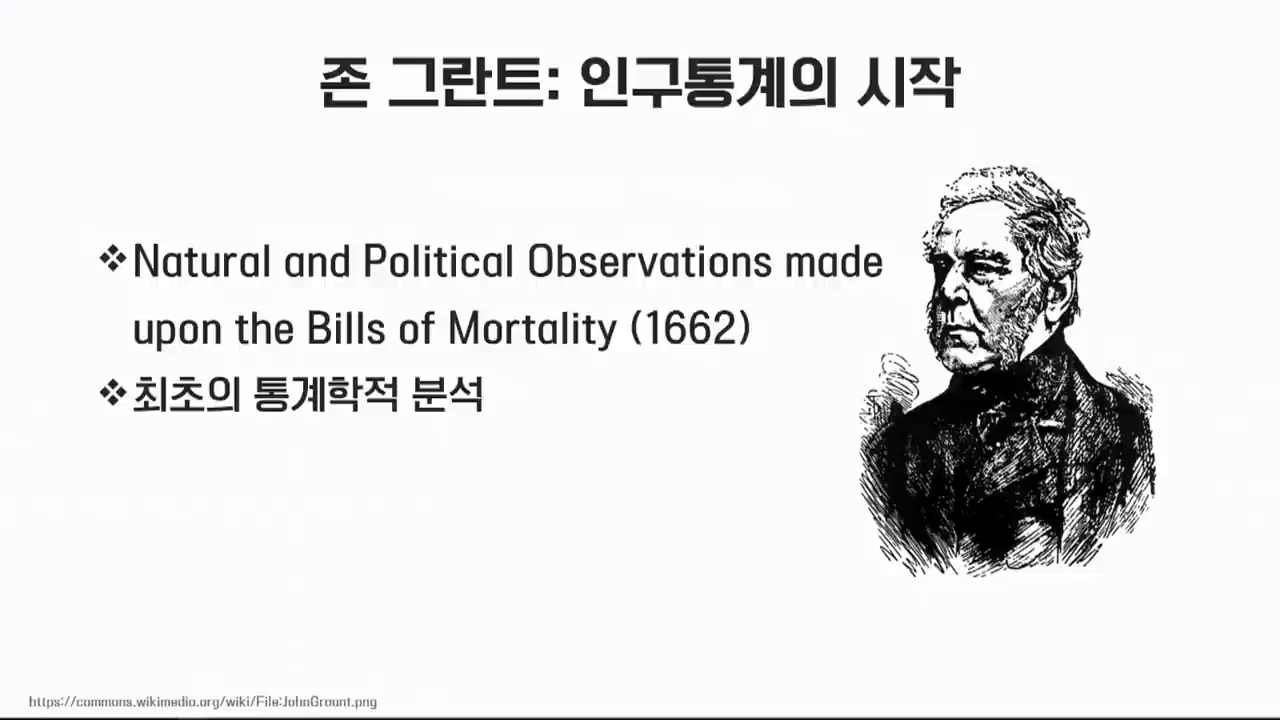 존 그란트: 인구통계의 시작
❖Natural and Political Observations made
upon the Bills of Mortality (1662)
❖최초의 통계학적 분석
https://commons.wikimedia.org/wiki/File:JohnGraunt.png